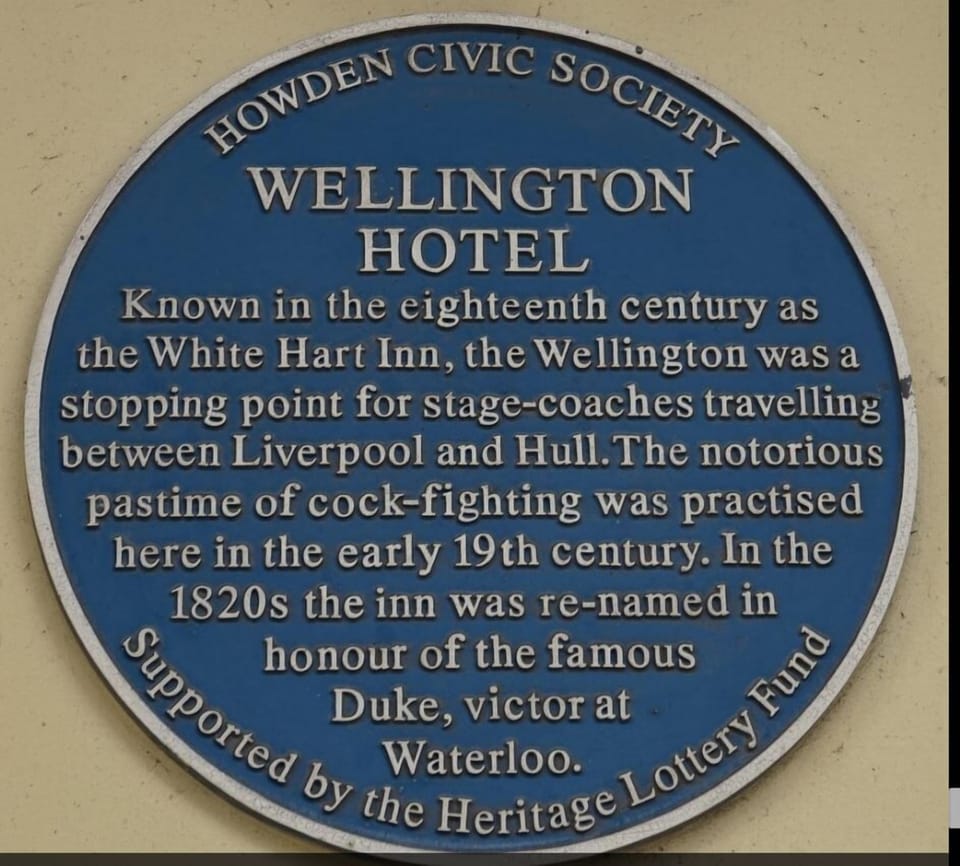 HOWDEN CIVIC SOCIETY
WELLINGTON
HOTEL
Known in the eighteenth century as
the White Hart Inn, the Wellington was a
stopping point for stage-coaches travelling
between Liverpool and Hull. The notorious
pastime of cock-fighting was practised
here in the early 19th century. In the
1820s the inn was re-named in
honour of the famous
Duke, victor at
Waterloo.
Supported by the Heritage Lottery Fund